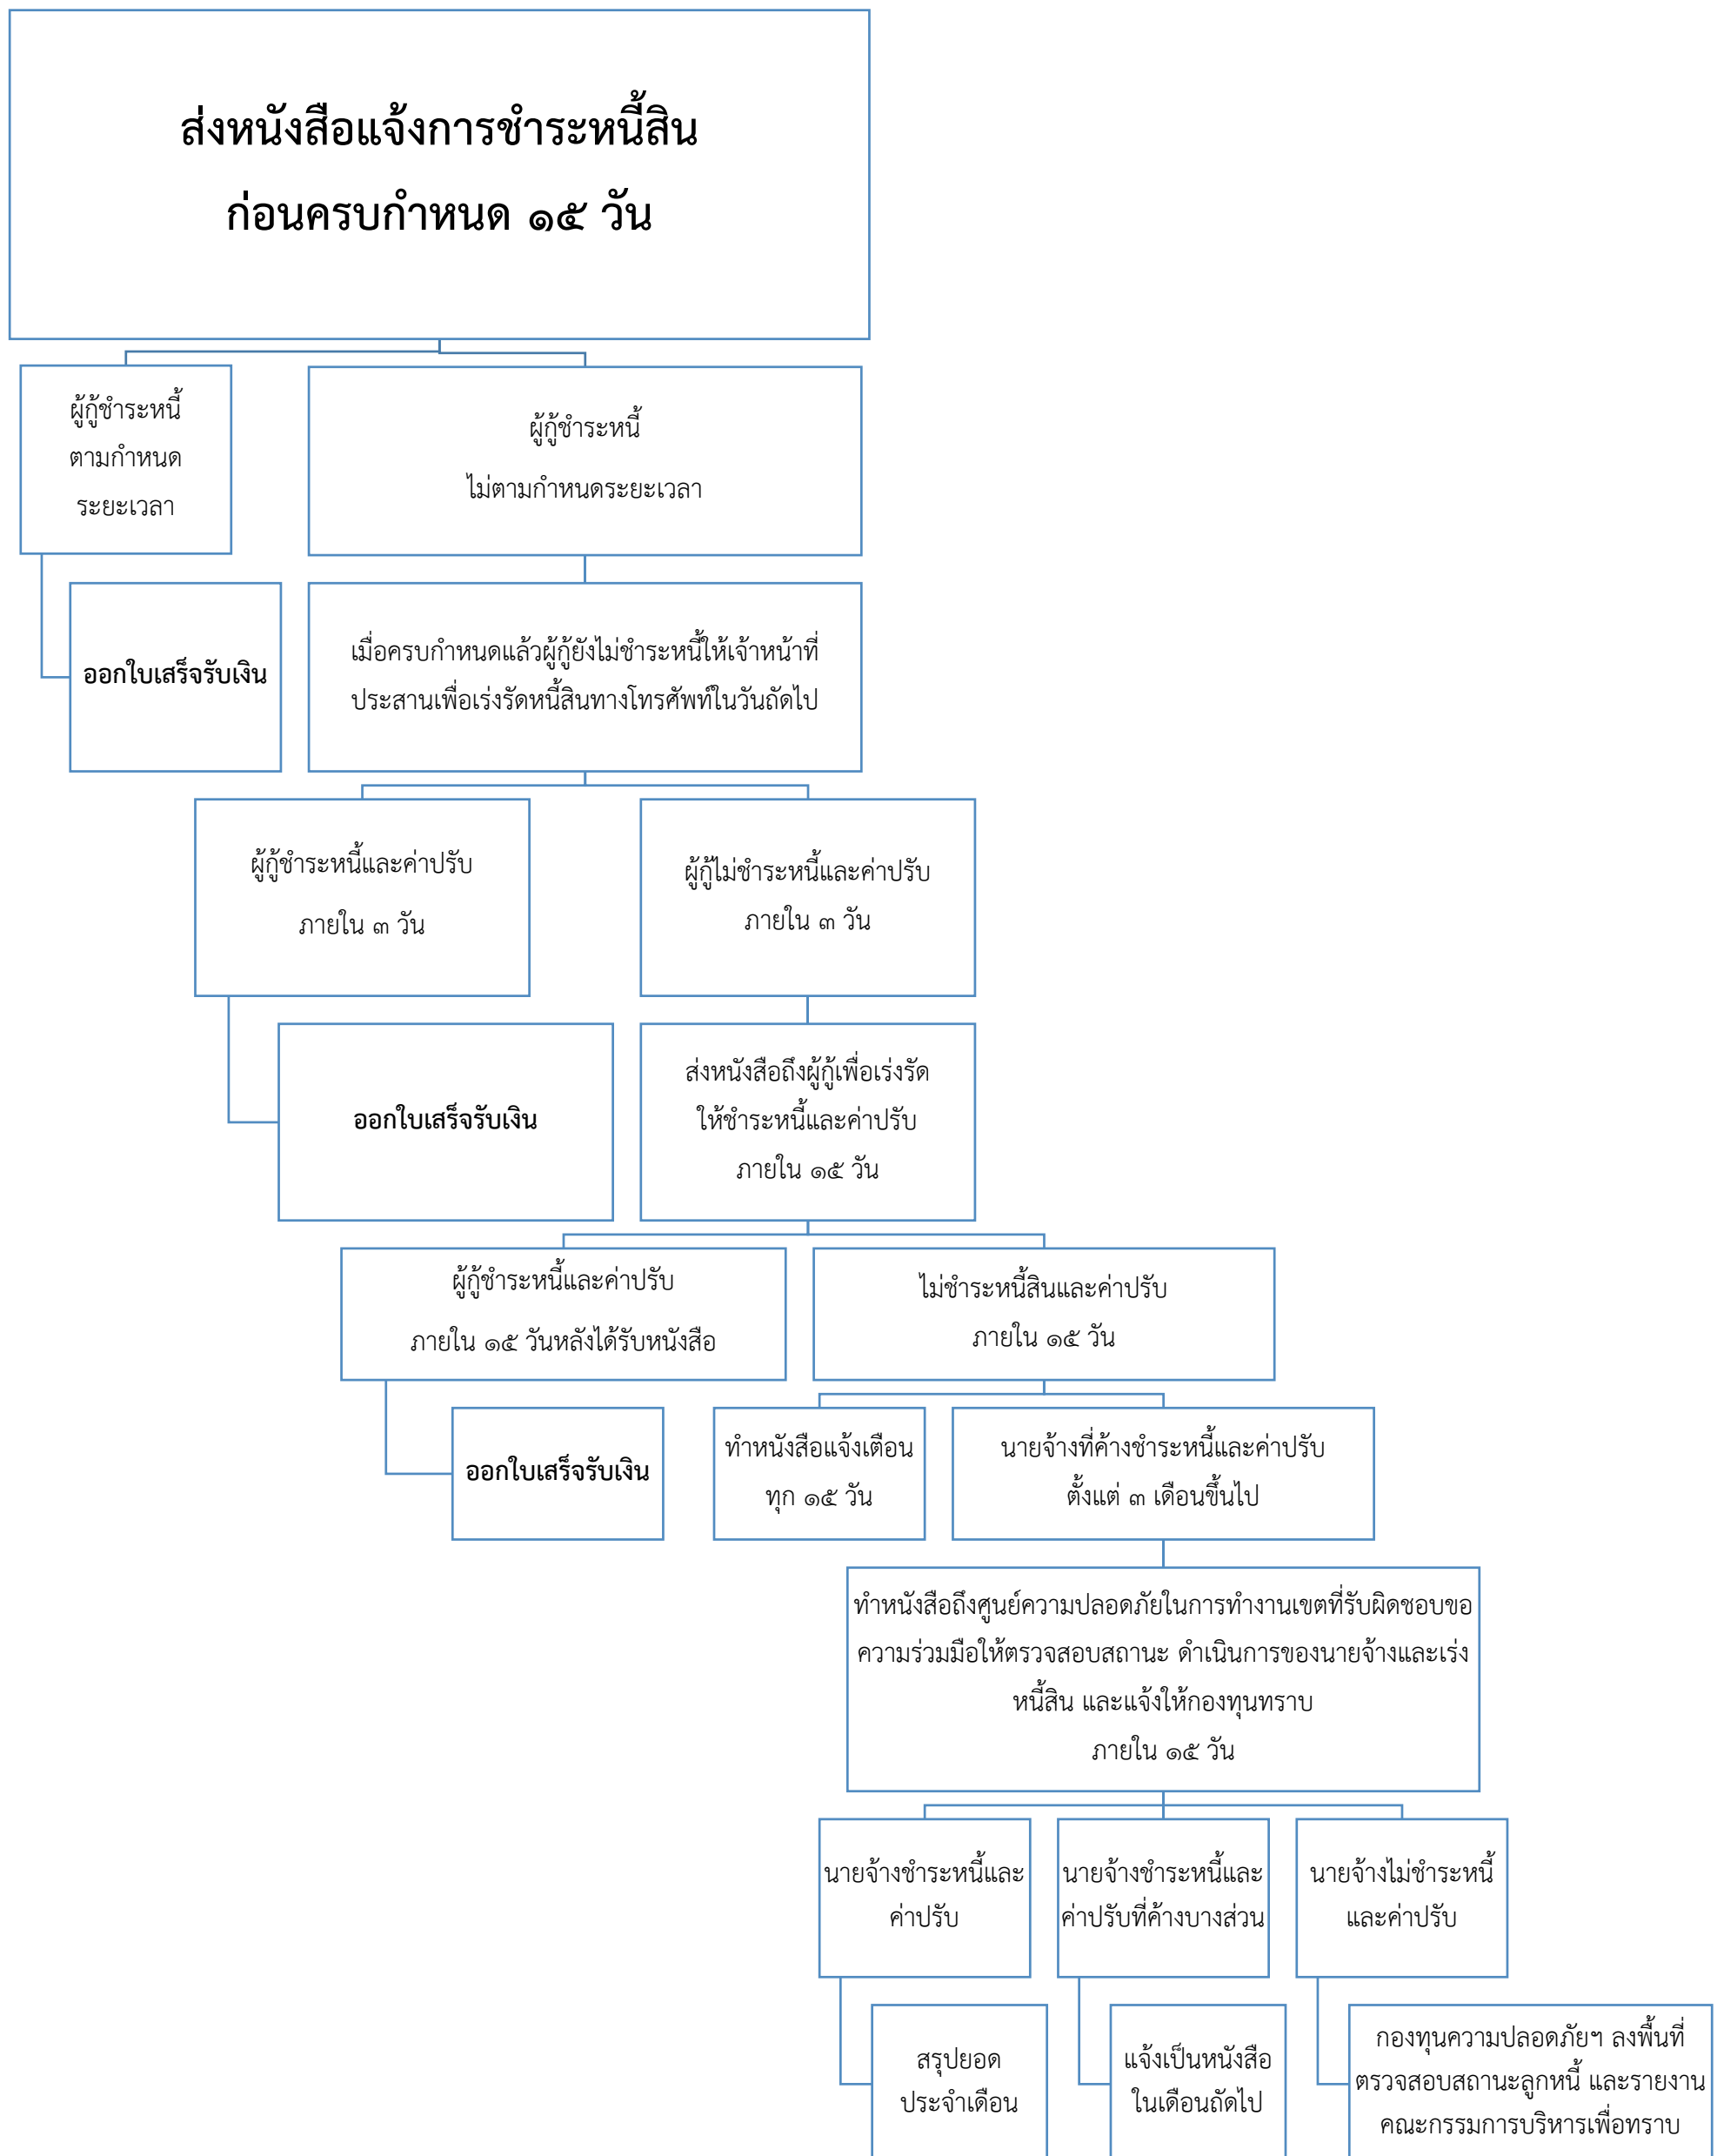 ส่งหนังสือแจ้งการชำระหนี้สิน
ก่อนครบกำหนด ๑๕ วัน
ผู้กู้ชำระหนี้
ตามกำหนด
ระยะเวลา
ผู้กู้ชำระหนี้
ไม่ตามกำหนดระยะเวลา
ออกใบเสร็จรับเงิน
เมื่อครบกำหนดแล้วผู้กู้ยังไม่ชำระหนี้ให้เจ้าหน้าที่
ประสานเพื่อเร่งรัดหนี้สินทางโทรศัพท์ในวันถัดไป
ผู้กู้ชำระหนี้และค่าปรับ
ภายใน ๓ วัน
ผู้กู้ไม่ชำระหนี้และค่าปรับ
ภายใน ๓ วัน
ออกใบเสร็จรับเงิน
ส่งหนังสือถึงผู้กู้เพื่อเร่งรัด
ให้ชำระหนี้และค่าปรับ
ภายใน ๑๕ วัน
ผู้กู้ชำระหนี้และค่าปรับ
ภายใน ๑๕ วันหลังได้รับหนังสือ
ไม่ชำระหนี้สินและค่าปรับ
ภายใน ๑๕ วัน
ออกใบเสร็จรับเงิน
ทำหนังสือแจ้งเตือน
ทุก ๑๕ วัน
นายจ้างที่ค้างชำระหนี้และค่าปรับ
ตั้งแต่ ๓ เดือนขึ้นไป
ทำหนังสือถึงศูนย์ความปลอดภัยในการทำงานเขตที่รับผิดชอบขอ
ความร่วมมือให้ตรวจสอบสถานะ ดำเนินการของนายจ้างและเร่ง
หนี้สิน และแจ้งให้กองทุนทราบ
ภายใน ๑๕ วัน
นายจ้างชำระหนี้และ
ค่าปรับ
นายจ้างชำระหนี้และ
ค่าปรับที่ค้างบางส่วน
นายจ้างไม่ชำระหนี้
และค่าปรับ
สรุปยอด
ประจำเดือน
แจ้งเป็นหนังสือ
ในเดือนถัดไป
กองทุนความปลอดภัยฯ ลงพื้นที่
ตรวจสอบสถานะลูกหนี้ และรายงาน
คณะกรรมการบริหารเพื่อทราบ